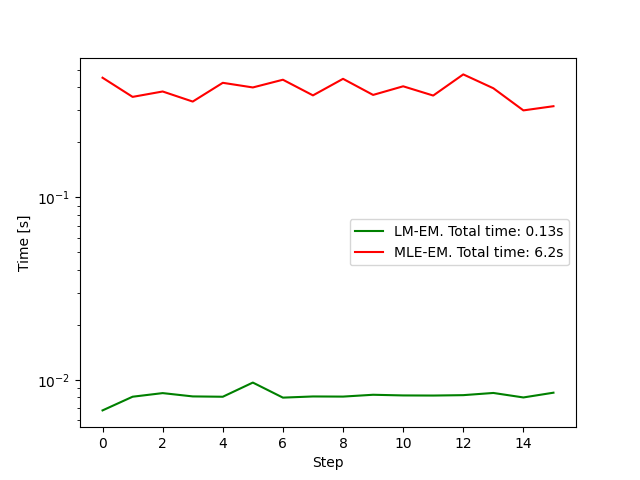 Time [s]
10⁻¹
10⁻²
LM-EM. Total time: 0.13s
MLE-EM. Total time: 6.2s
0 2 4 6 8 10 12 14
Step